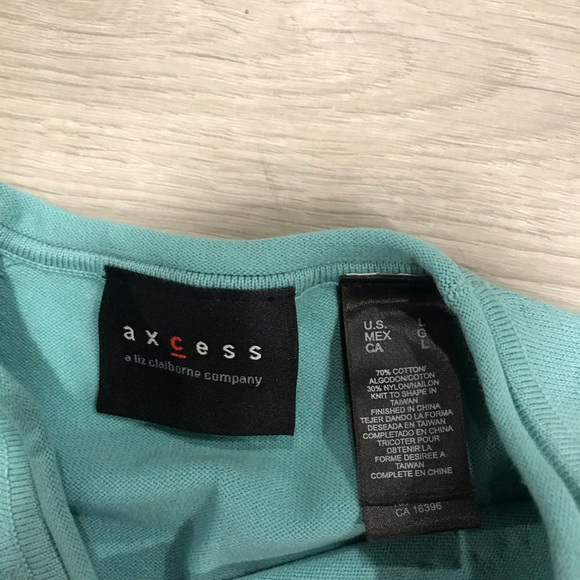 axcess
a liz claiborne company
U.S. L
MEX G
CA L
70% COTTON/
ALGODON/COTON
30% NYLON/NAILON
KNIT TO SHAPE IN
TAIWAN
FINISHED IN CHINA
TEJER DANDO LA FORMA
DESEADA EN TAIWAN
COMPLETADO EN CHINA
TRICOTER POUR
OBTENIR LA
FORME DESIREE A
TAIWAN
COMPLETE EN CHINE
CA 16396